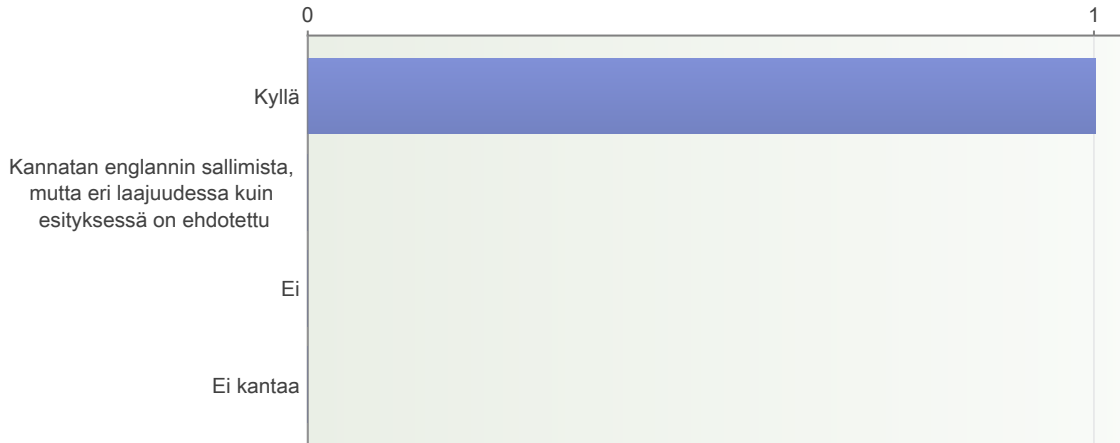 0 1
Kyllä
Kannatan englannin sallimista,
mutta eri laajuudessa kuin
esityksessä on ehdotettu
Ei
Ei kantaa